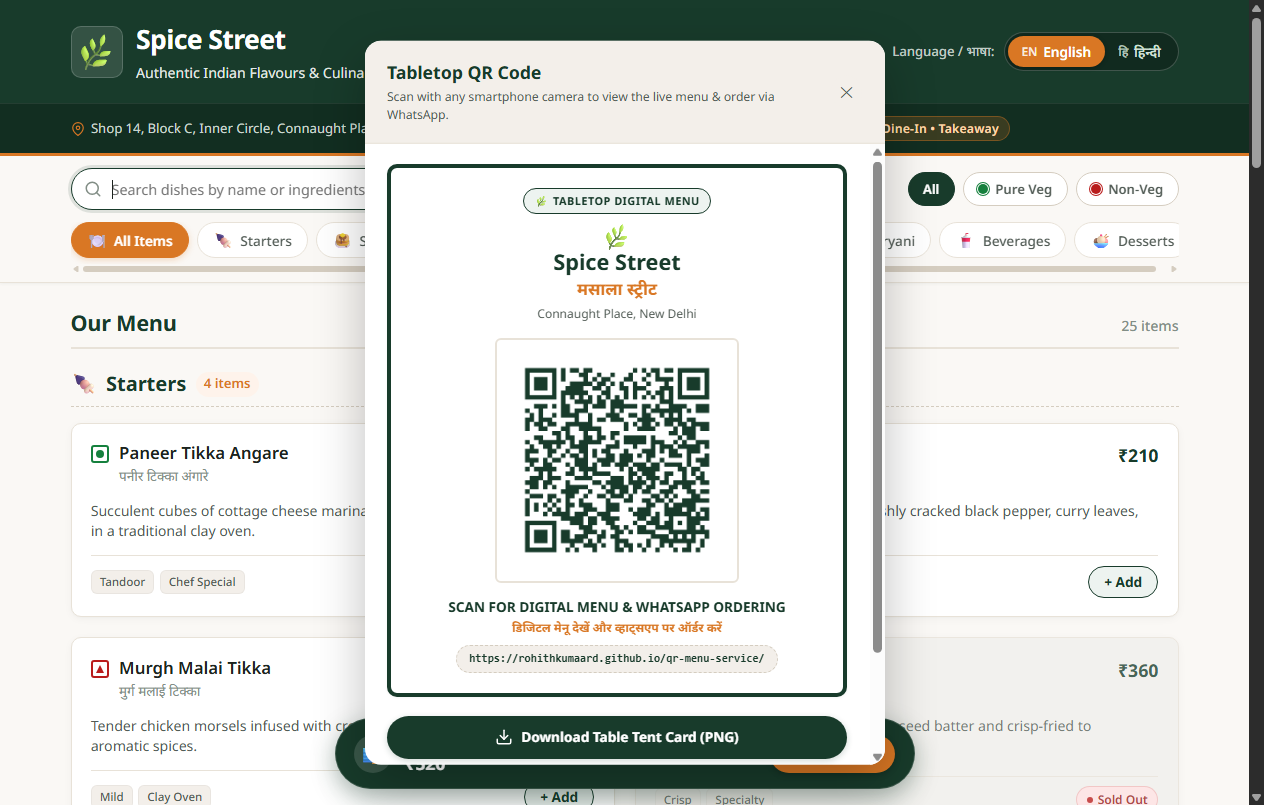 Spice Street
Authentic Indian Flavours & Culina
Language / भाषा:
EN English
हि हिन्दी
Shop 14, Block C, Inner Circle, Connaught Pla
Dine-In • Takeaway
Search dishes by name or ingredients
All
Pure Veg
Non-Veg
All Items
Starters
S
ryani
Beverages
Desserts
Our Menu
25 items
Starters
4 items
Paneer Tikka Angare
पनीर टिक्का अंगारे
Succulent cubes of cottage cheese marina
in a traditional clay oven.
Tandoor
Chef Special
₹210
shly cracked black pepper, curry leaves,
+ Add
Murgh Malai Tikka
मुर्ग मलाई टिक्का
Tender chicken morsels infused with cr
aromatic spices.
Mild
Clay Oven
+ Add
₹360
seed batter and crisp-fried to
Crisp
Specialty
Sold Out
Tabletop QR Code
Scan with any smartphone camera to view the live menu & order via
WhatsApp.
TABLETOP DIGITAL MENU
Spice Street
मसाला स्ट्रीट
Connaught Place, New Delhi
SCAN FOR DIGITAL MENU & WHATSAPP ORDERING
डिजिटल मेनू देखें और व्हाट्सएप पर ऑर्डर करें
https://rohithkumaard.github.io/qr-menu-service/
Download Table Tent Card (PNG)